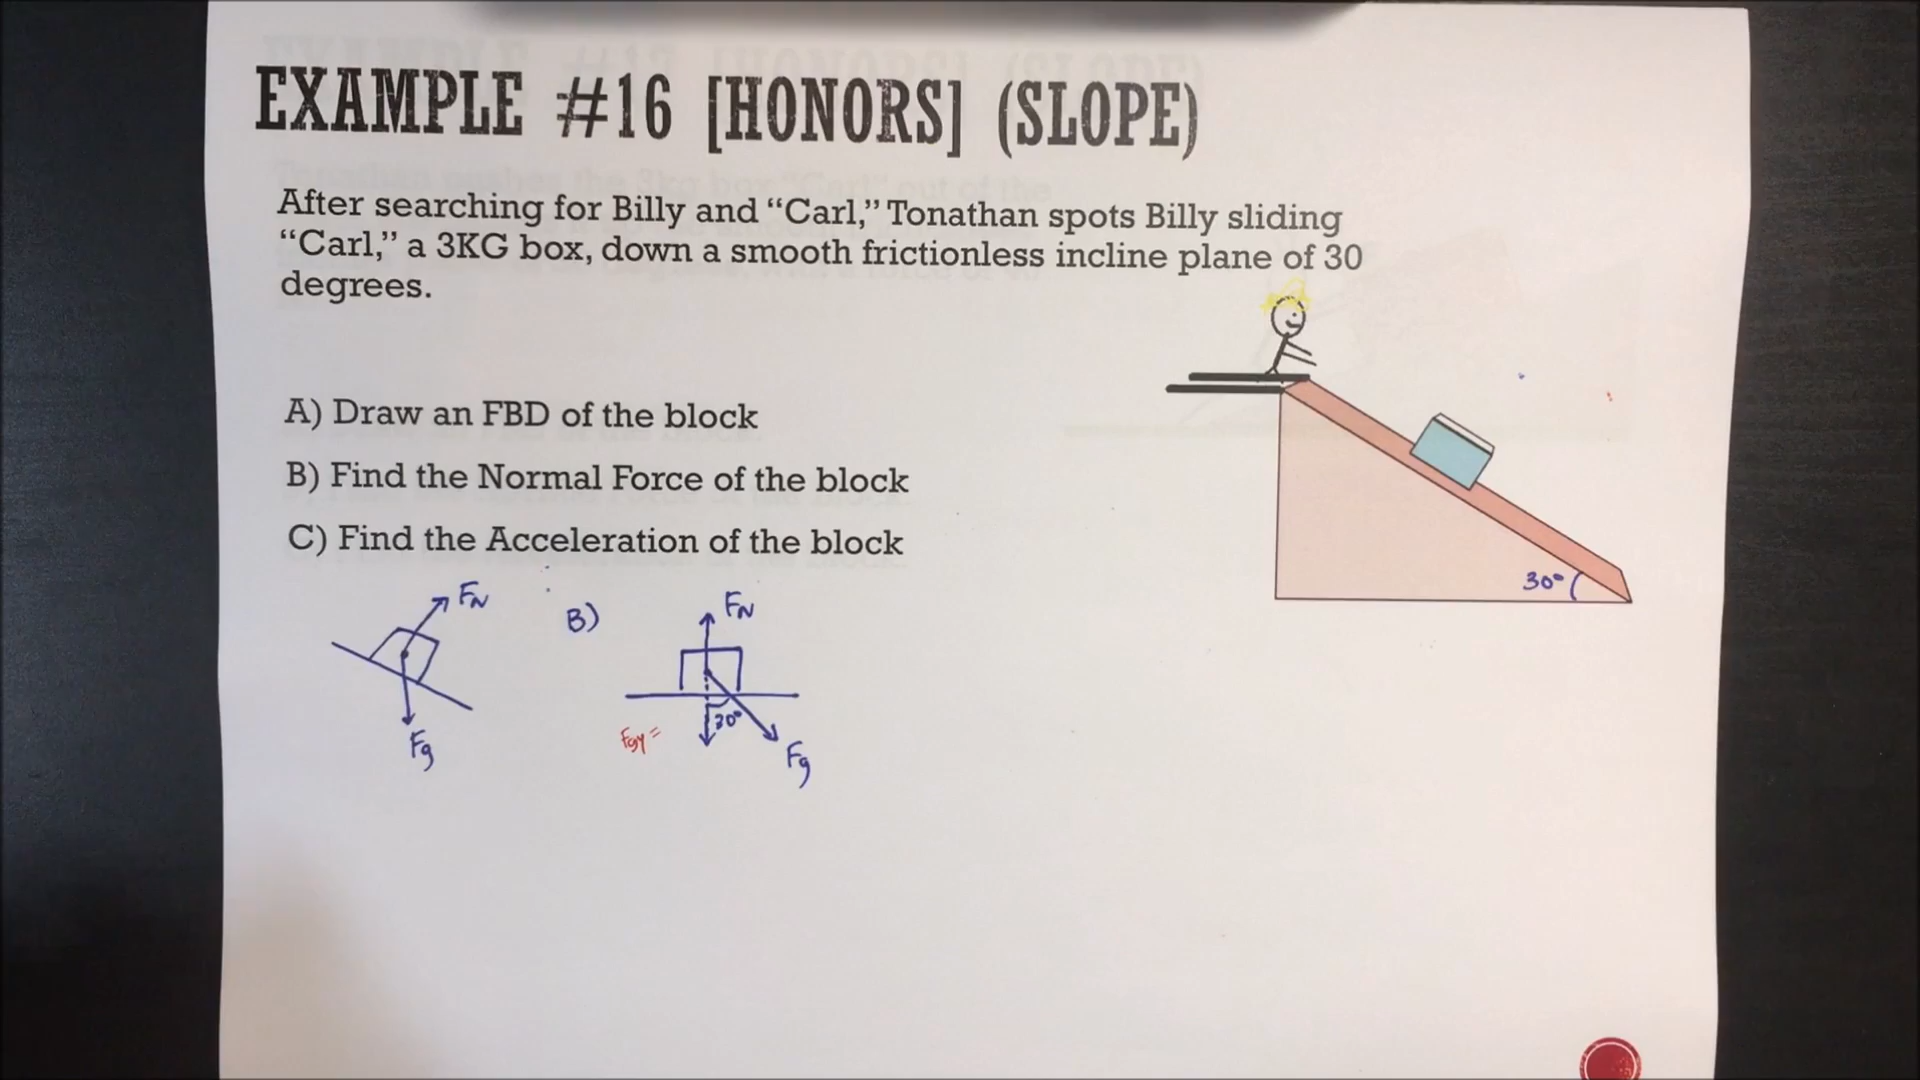 EXAMPLE #16 [HONORS] (SLOPE)
After searching for Billy and “Carl,” Tonathan spots Billy sliding
“Carl,” a 3KG box, down a smooth frictionless incline plane of 30
degrees.
A) Draw an FBD of the block
B) Find the Normal Force of the block
C) Find the Acceleration of the block
30°
FN
Fg
B)
FN
30°
Fgy =
Fg